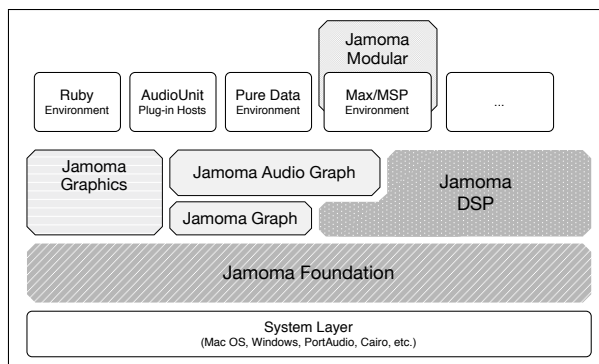 Jamoma
Modular
Ruby
Environment
AudioUnit
Plug-in Hosts
Pure Data
Environment
Max/MSP
Environment
...
Jamoma
Graphics
Jamoma Audio Graph
Jamoma Graph
Jamoma
DSP
Jamoma Foundation
System Layer
(Mac OS, Windows, PortAudio, Cairo, etc.)